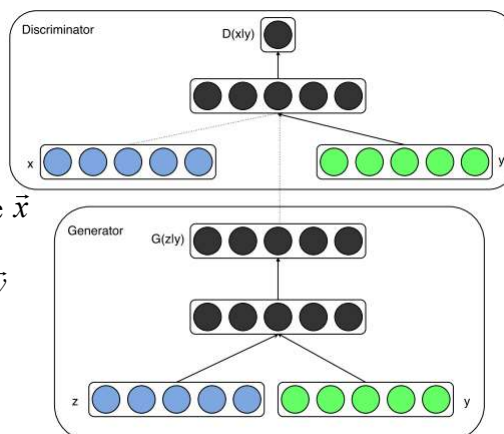 Discriminator
D(x|y)
x
y
x⃗
Generator
G(z|y)
z
y